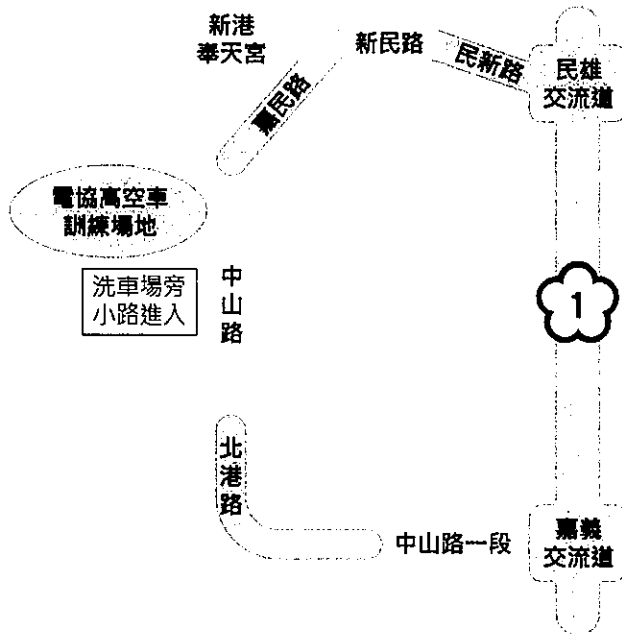 新港
奉天宮
新民路
民新路
民雄
交流道
嘉民路
電協高空車
訓練場地
洗車場旁
小路進入
中山路
1
北港路
中山路一段
嘉義
交流道